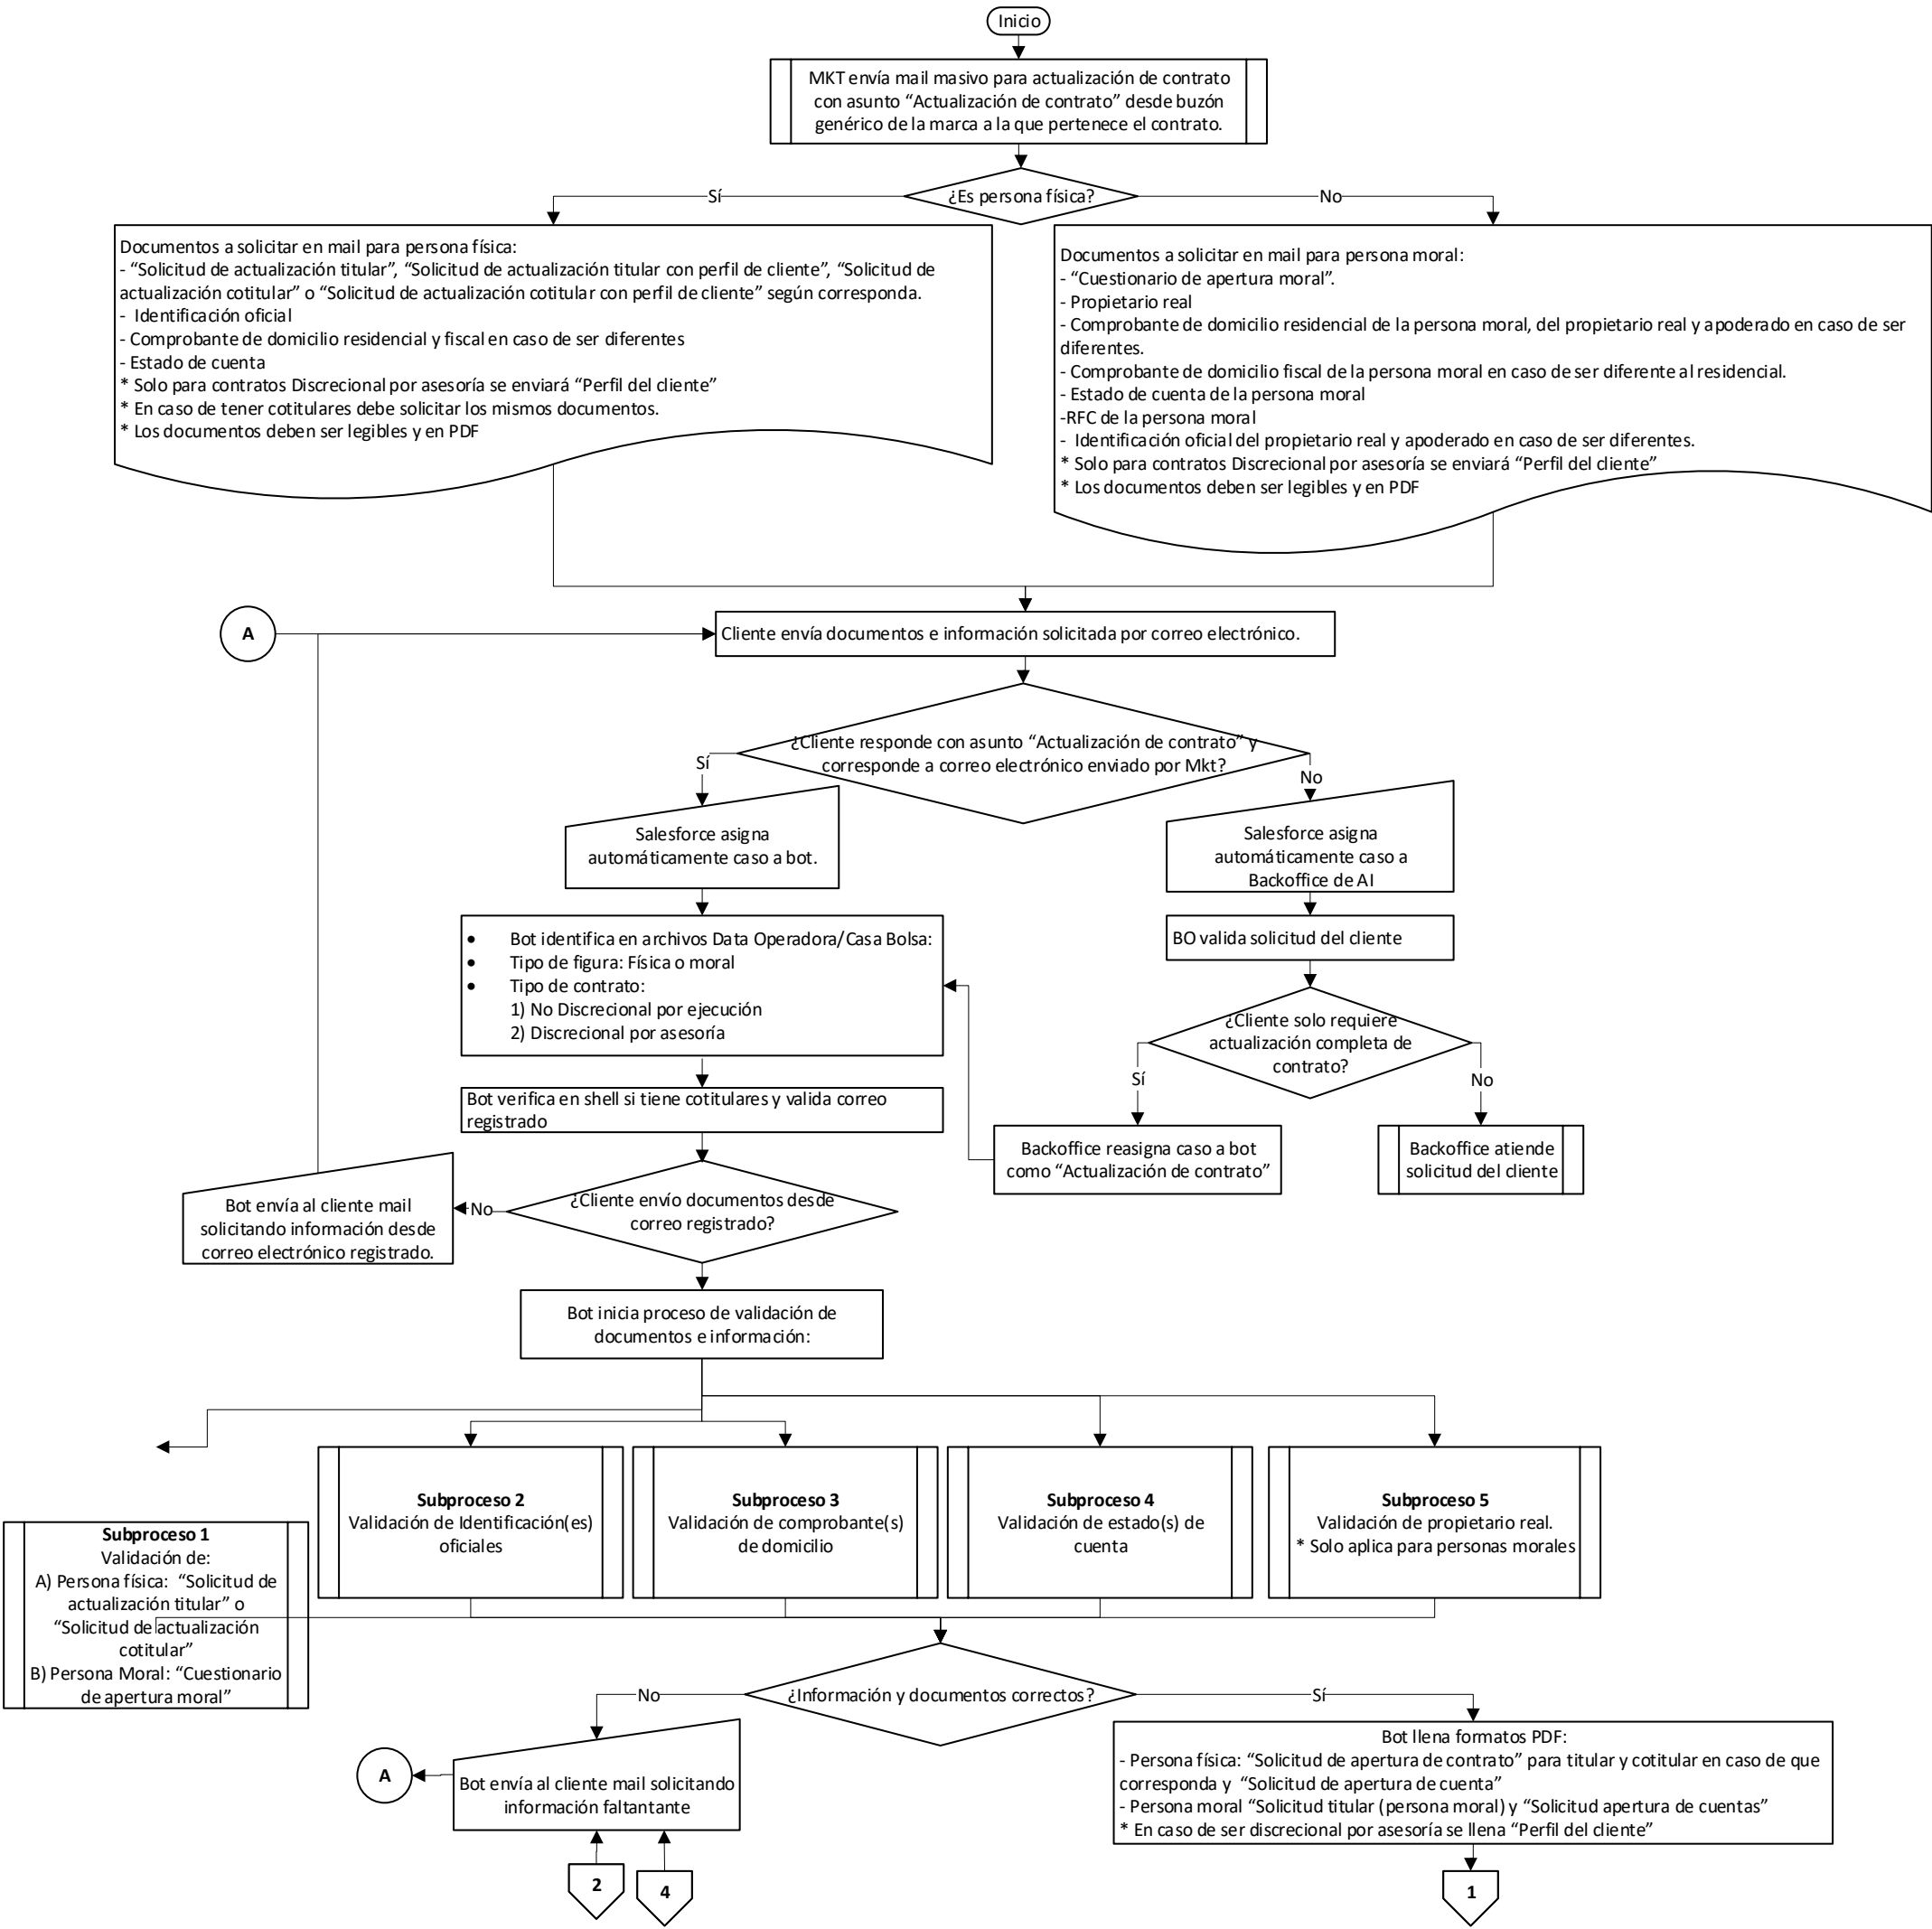 Inicio
MKT envía mail masivo para actualización de contrato
con asunto “Actualización de contrato” desde buzón
genérico de la marca a la que pertenece el contrato.
¿Es persona física?
Sí
No
Documentos a solicitar en mail para persona física:
- “Solicitud de actualización titular”, “Solicitud de actualización titular con perfil de cliente”, “Solicitud de
actualización cotitular” o “Solicitud de actualización cotitular con perfil de cliente” según corresponda.
- Identificación oficial
- Comprobante de domicilio residencial y fiscal en caso de ser diferentes
- Estado de cuenta
* Solo para contratos Discrecional por asesoría se enviará “Perfil del cliente”
* En caso de tener cotitulares debe solicitar los mismos documentos.
* Los documentos deben ser legibles y en PDF
Documentos a solicitar en mail para persona moral:
- “Cuestionario de apertura moral”.
- Propietario real
- Comprobante de domicilio residencial de la persona moral, del propietario real y apoderado en caso de ser
diferentes.
- Comprobante de domicilio fiscal de la persona moral en caso de ser diferente al residencial.
- Estado de cuenta de la persona moral
-RFC de la persona moral
- Identificación oficial del propietario real y apoderado en caso de ser diferentes.
* Solo para contratos Discrecional por asesoría se enviará “Perfil del cliente”
* Los documentos deben ser legibles y en PDF
A
Cliente envía documentos e información solicitada por correo electrónico.
¿Cliente responde con asunto “Actualización de contrato” y
corresponde a correo electrónico enviado por Mkt?
Sí
No
Salesforce asigna
automáticamente caso a bot.
Salesforce asigna
automáticamente caso a
Backoffice de AI
• Bot identifica en archivos Data Operadora/Casa Bolsa:
• Tipo de figura: Física o moral
• Tipo de contrato:
1) No Discrecional por ejecución
2) Discrecional por asesoría
BO valida solicitud del cliente
¿Cliente solo requiere
actualización completa de
contrato?
Sí
No
Bot verifica en shell si tiene cotitulares y valida correo
registrado
Backoffice reasigna caso a bot
como “Actualización de contrato”
Backoffice atiende
solicitud del cliente
¿Cliente envío documentos desde
correo registrado?
No
Bot envía al cliente mail
solicitando información desde
correo electrónico registrado.
Bot inicia proceso de validación de
documentos e información:
Subproceso 1
Validación de:
A) Persona física: “Solicitud de
actualización titular” o
“Solicitud de actualización
cotitular”
B) Persona Moral: “Cuestionario
de apertura moral”
Subproceso 2
Validación de Identificación(es)
oficiales
Subproceso 3
Validación de comprobante(s)
de domicilio
Subproceso 4
Validación de estado(s) de
cuenta
Subproceso 5
Validación de propietario real.
* Solo aplica para personas morales
¿Información y documentos correctos?
No
Sí
A
Bot envía al cliente mail solicitando
información faltantante
Bot llena formatos PDF:
- Persona física: “Solicitud de apertura de contrato” para titular y cotitular en caso de que
corresponda y “Solicitud de apertura de cuenta”
- Persona moral “Solicitud titular (persona moral) y “Solicitud apertura de cuentas”
* En caso de ser discrecional por asesoría se llena “Perfil del cliente”
2
4
1